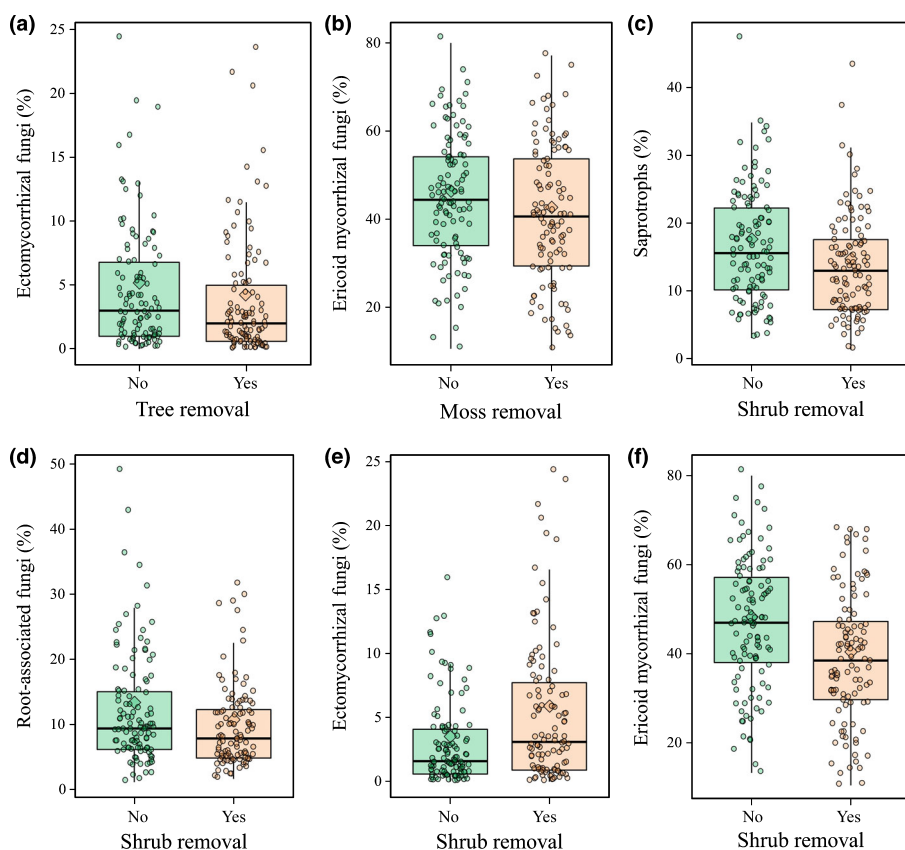 (a)
25
20
15
10
5
0
Ectomycorrhizal fungi (%)
No
Yes
Tree removal
(b)
80
60
40
20
Ericoid mycorrhizal fungi (%)
No
Yes
Moss removal
(c)
40
30
20
10
0
Saprotrophs (%)
No
Yes
Shrub removal
(d)
50
40
30
20
10
0
Root-associated fungi (%)
No
Yes
Shrub removal
(e)
25
20
15
10
5
0
Ectomycorrhizal fungi (%)
No
Yes
Shrub removal
(f)
80
60
40
20
Ericoid mycorrhizal fungi (%)
No
Yes
Shrub removal